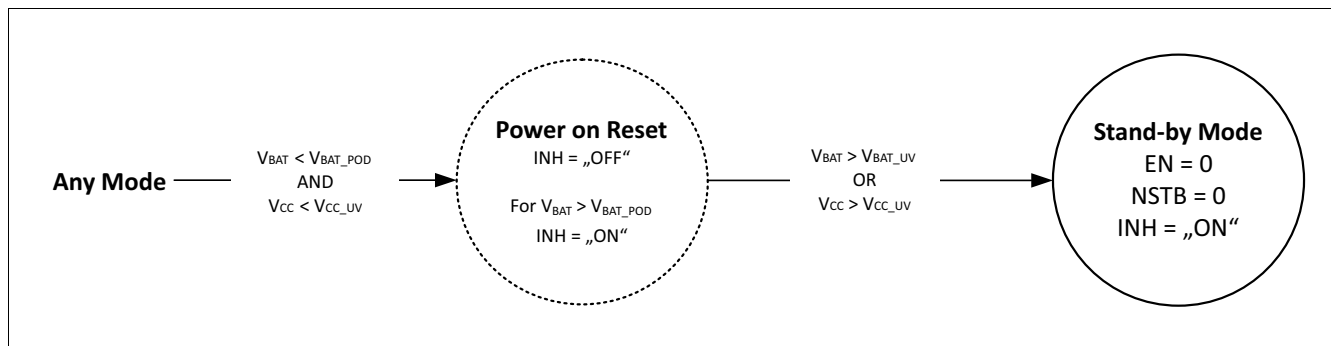 Any Mode
VBAT < VBAT_POD
AND
VCC < VCC_UV
Power on Reset
INH = „OFF“
For VBAT > VBAT_POD
INH = „ON“
VBAT > VBAT_UV
OR
VCC > VCC_UV
Stand-by Mode
EN = 0
NSTB = 0
INH = „ON“